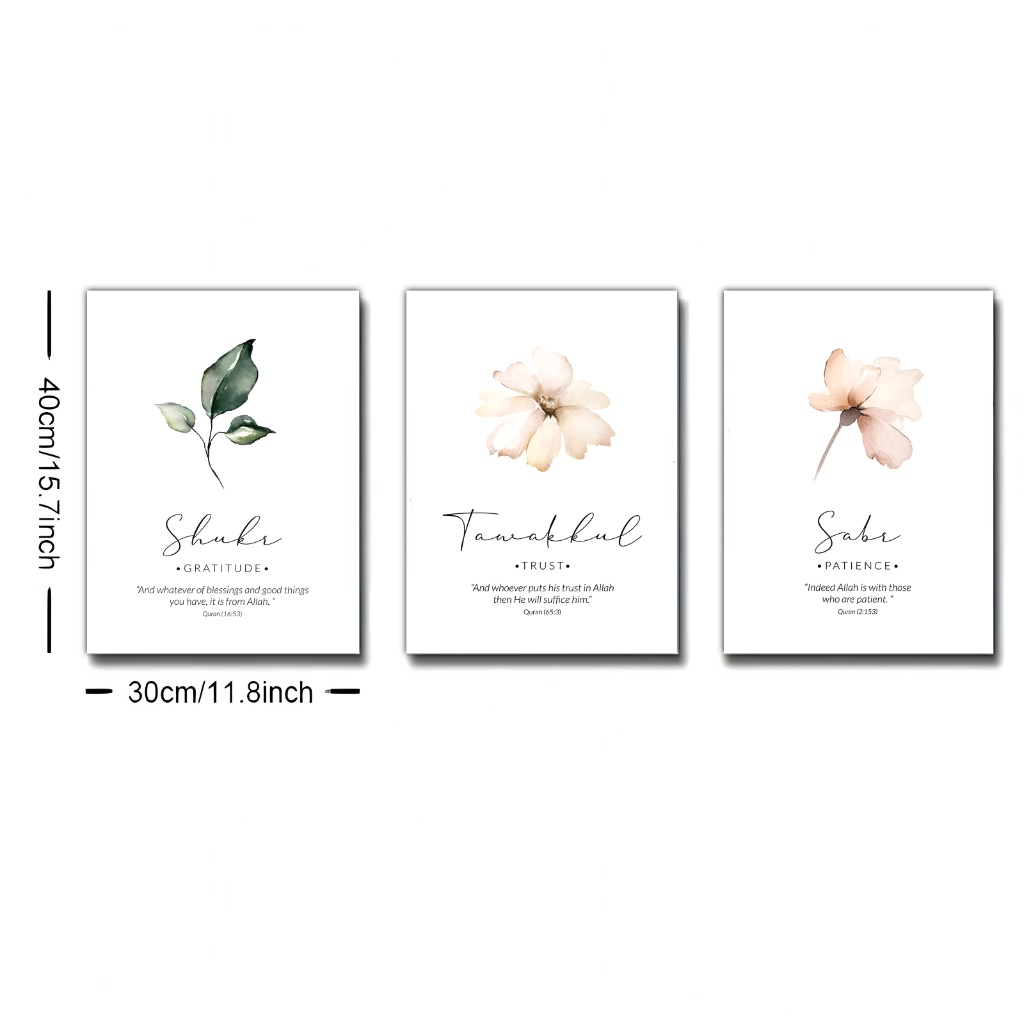 40cm/15.7inch
30cm/11.8inch
Shukr
•GRATITUDE•
"And whatever of blessings and good things
you have, it is from Allah. "
Quran (16:53)
Tawakkul
•TRUST•
"And whoever puts his trust in Allah
then He will suffice him."
Quran (65:3)
Sabr
•PATIENCE•
"Indeed Allah is with those
who are patient. "
Quran (2:153)